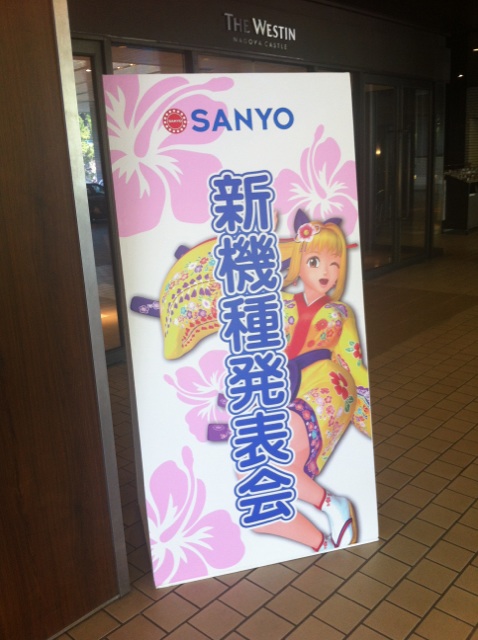 THE WESTIN
NAGOYA CASTLE
SANYO
新機種発表会